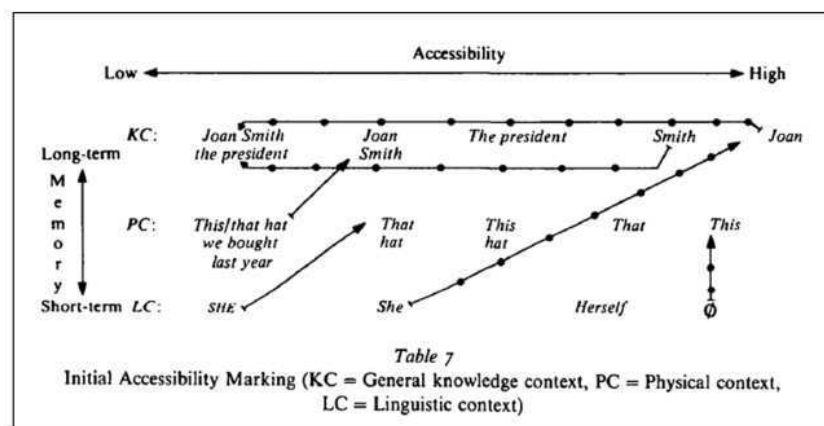 Accessibility
Low High
KC: Joan Smith Joan The president Smith Joan
Long-term the president Smith
M
e
m PC: This/that hat That This That This
o we bought hat hat
r last year
y
Short-term LC: SHE She Herself Ø
Table 7
Initial Accessibility Marking (KC = General knowledge context, PC = Physical context,
LC = Linguistic context)